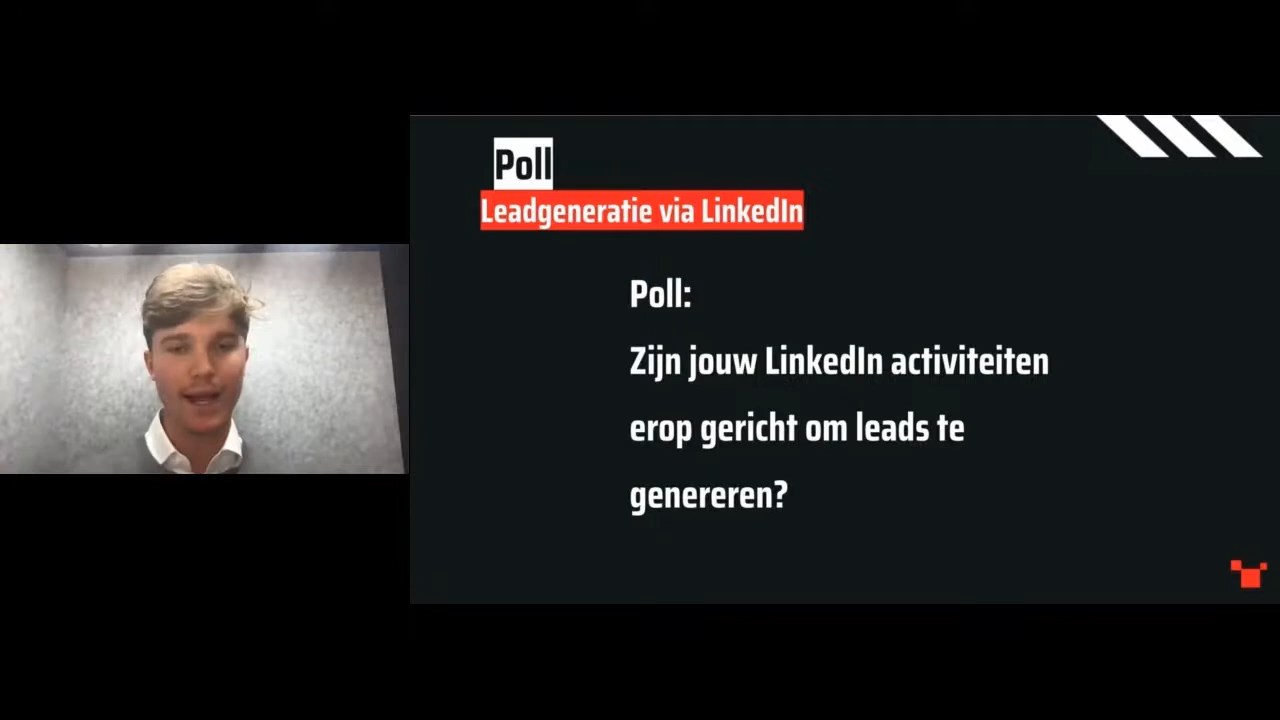 Poll
Leadgeneratie via LinkedIn
Poll:
Zijn jouw LinkedIn activiteiten
erop gericht om leads te
genereren?